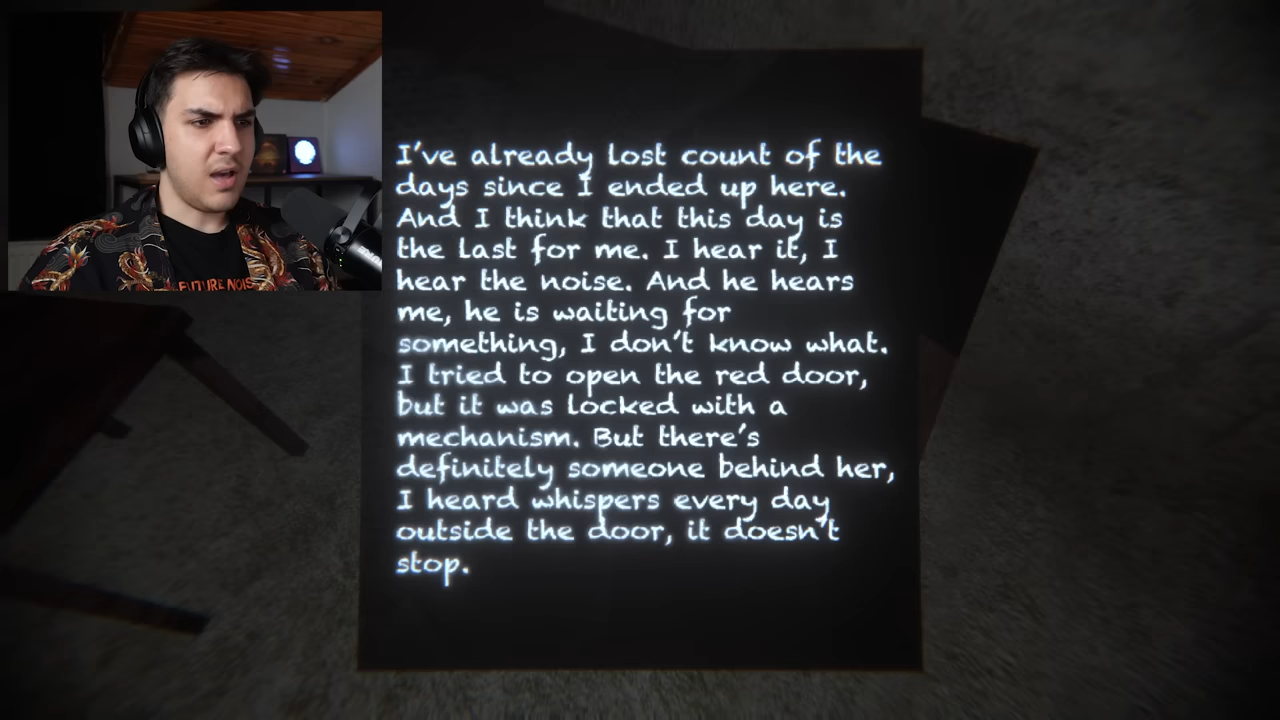 I've already lost count of the
days since I ended up here.
And I think that this day is
the last for me. I hear it, I
hear the noise. And he hears
me, he is waiting for
something, I don't know what.
I tried to open the red door,
but it was locked with a
mechanism. But there's
definitely someone behind her,
I heard whispers every day
outside the door, it doesn't
stop.
FUTURE NOIS